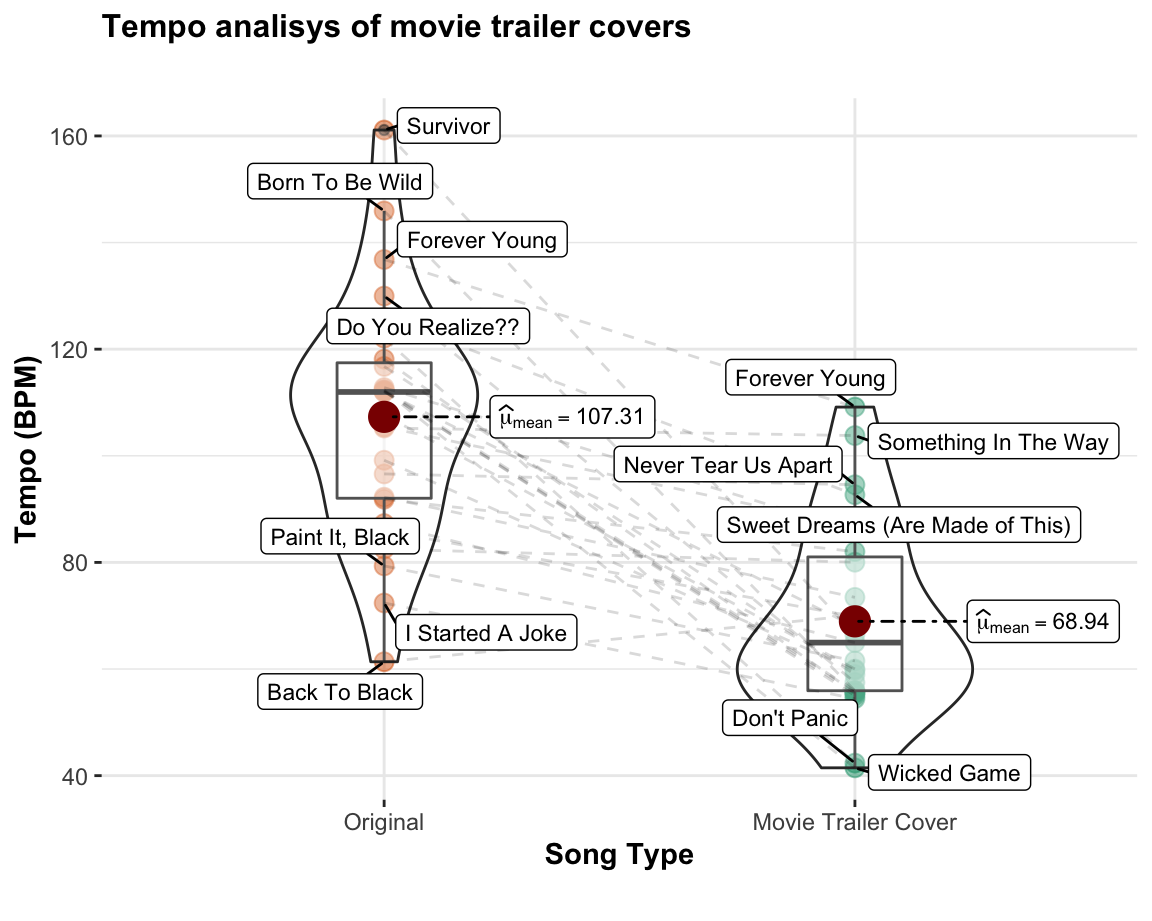 Tempo analisys of movie trailer covers
160
120
80
40
Tempo (BPM)
Survivor
Born To Be Wild
Forever Young
Do You Realize??
μ̂mean = 107.31
Paint It, Black
I Started A Joke
Back To Black
Forever Young
Something In The Way
Never Tear Us Apart
Sweet Dreams (Are Made of This)
μ̂mean = 68.94
Don't Panic
Wicked Game
Original
Movie Trailer Cover
Song Type